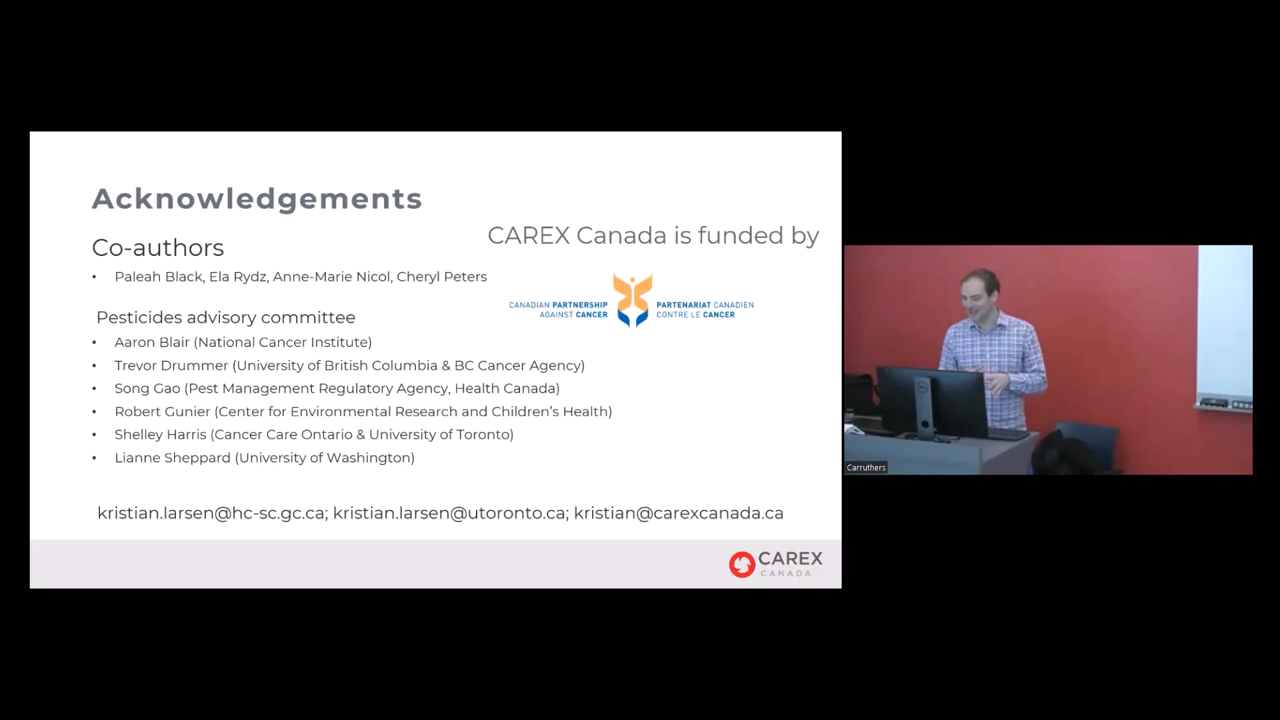 Acknowledgements
Co-authors
• Paleah Black, Ela Rydz, Anne-Marie Nicol, Cheryl Peters
Pesticides advisory committee
• Aaron Blair (National Cancer Institute)
• Trevor Drummer (University of British Columbia & BC Cancer Agency)
• Song Gao (Pest Management Regulatory Agency, Health Canada)
• Robert Gunier (Center for Environmental Research and Children's Health)
• Shelley Harris (Cancer Care Ontario & University of Toronto)
• Lianne Sheppard (University of Washington)
CAREX Canada is funded by
CANADIAN PARTNERSHIP
AGAINST CANCER
PARTENARIAT CANADIEN
CONTRE LE CANCER
kristian.larsen@hc-sc.gc.ca; kristian.larsen@utoronto.ca; kristian@carexcanada.ca
CAREX
CANADA
Carruthers